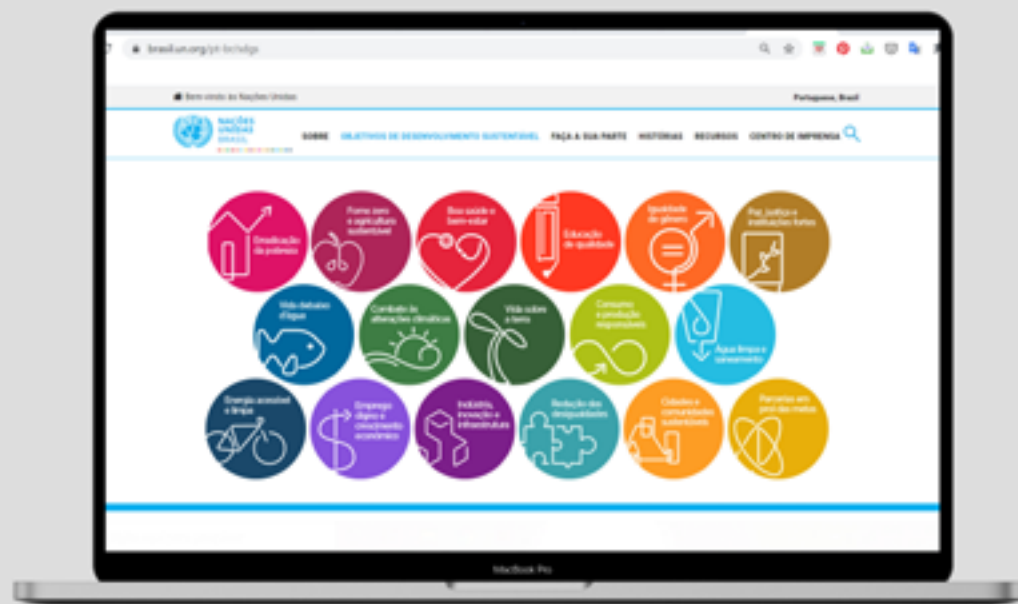 brasil.un.org/pt-br/sdgs
Bem-vindo às Nações Unidas
Portuguese, Brazil
NAÇÕES
UNIDAS
BRASIL
SOBRE OBJETIVOS DE DESENVOLVIMENTO SUSTENTÁVEL FAÇA A SUA PARTE HISTÓRIAS RECURSOS CENTRO DE IMPRENSA
Erradicação
da pobreza
Fome zero
e agricultura
sustentável
Boa saúde e
bem-estar
Educação
de qualidade
Igualdade
de gênero
Paz, justiça e
instituições fortes
Vida debaixo
d'água
Combate às
alterações climáticas
Vida sobre
a terra
Consumo
e produção
responsáveis
Água limpa e
saneamento
Energia acessível
e limpa
Emprego
digno e
crescimento
econômico
Indústria,
inovação e
infraestrutura
Redução das
desigualdades
Cidades e
comunidades
sustentáveis
Parcerias em
prol das metas
MacBook Pro